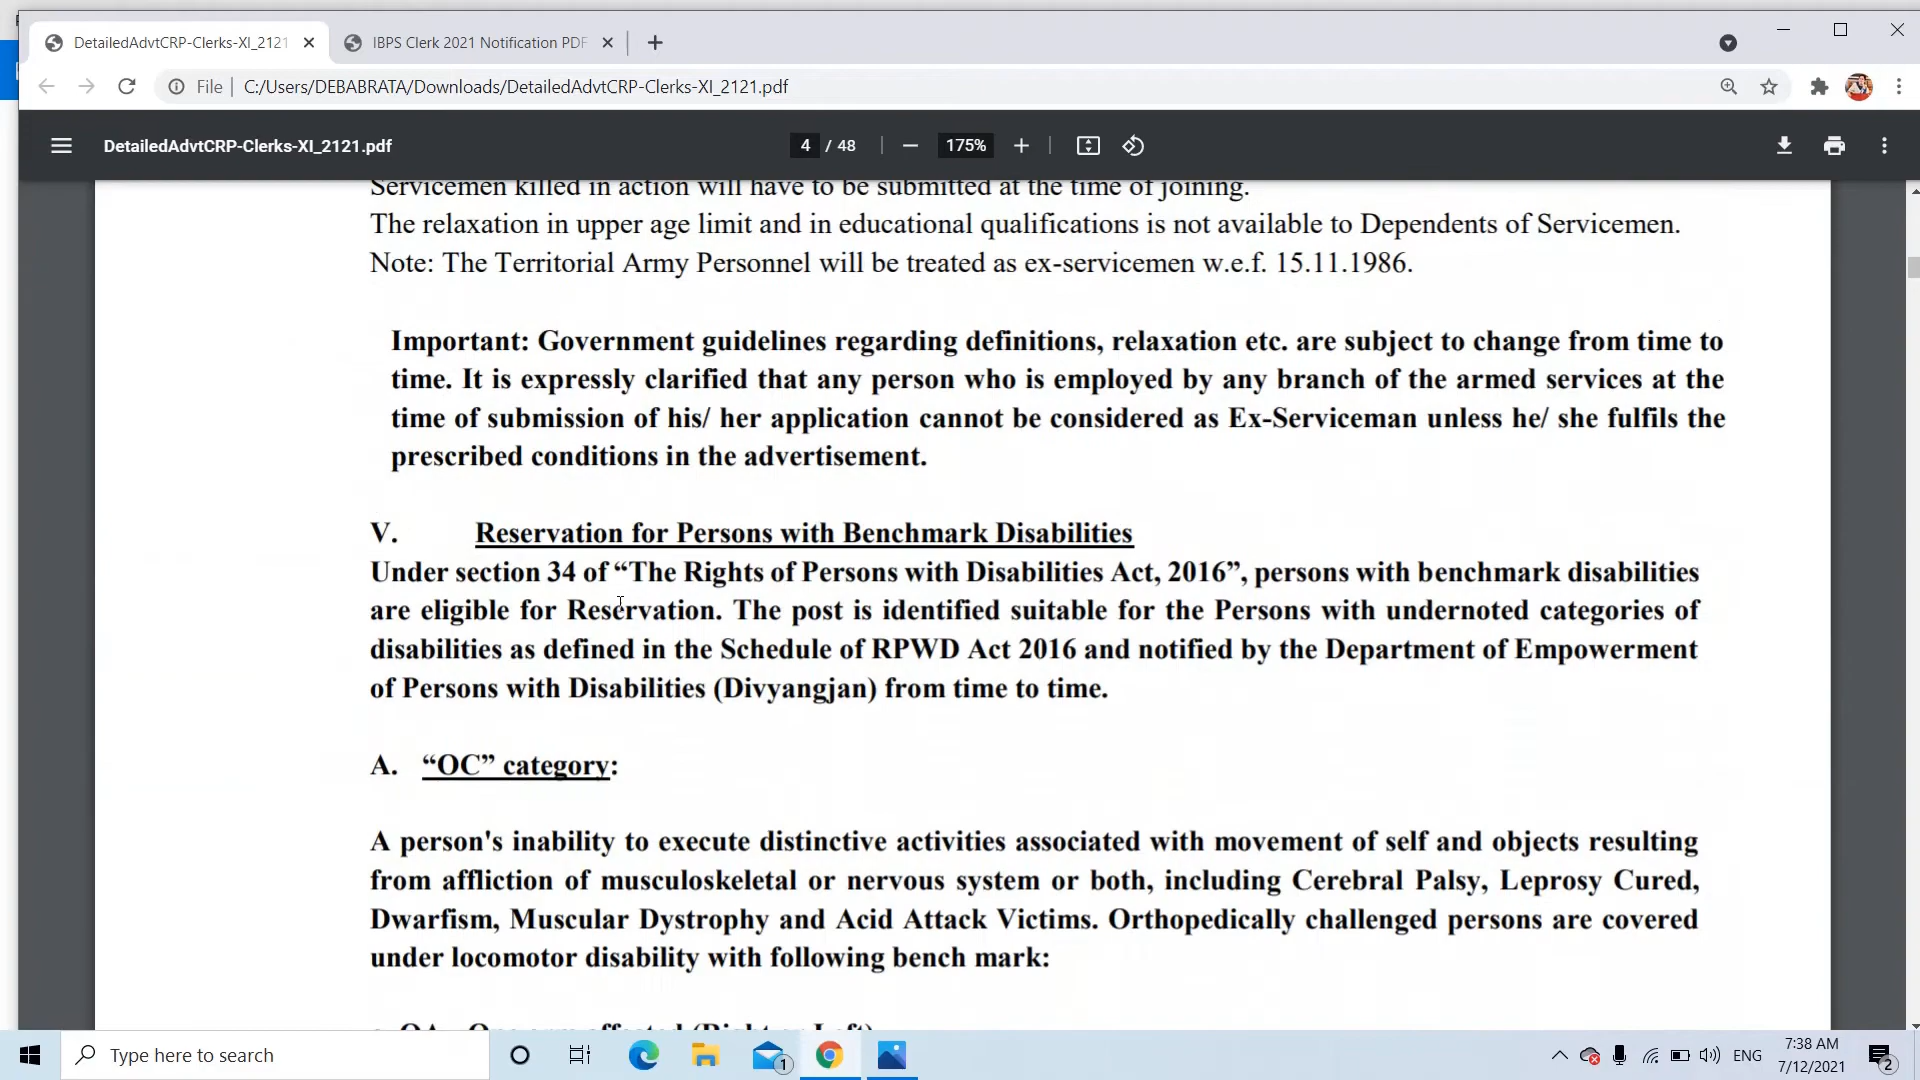 DetailedAdvtCRP-Clerks-XI_2121
IBPS Clerk 2021 Notification PDF
File
C:/Users/DEBABRATA/Downloads/DetailedAdvtCRP-Clerks-XI_2121.pdf
DetailedAdvtCRP-Clerks-XI_2121.pdf
4 / 48
175%
Servicemen killed in action will have to be submitted at the time of joining.
The relaxation in upper age limit and in educational qualifications is not available to Dependents of Servicemen.
Note: The Territorial Army Personnel will be treated as ex-servicemen w.e.f. 15.11.1986.
Important: Government guidelines regarding definitions, relaxation etc. are subject to change from time to
time. It is expressly clarified that any person who is employed by any branch of the armed services at the
time of submission of his/ her application cannot be considered as Ex-Serviceman unless he/ she fulfils the
prescribed conditions in the advertisement.
V. Reservation for Persons with Benchmark Disabilities
Under section 34 of “The Rights of Persons with Disabilities Act, 2016”, persons with benchmark disabilities
are eligible for Reservation. The post is identified suitable for the Persons with undernoted categories of
disabilities as defined in the Schedule of RPWD Act 2016 and notified by the Department of Empowerment
of Persons with Disabilities (Divyangjan) from time to time.
A. “OC” category:
A person's inability to execute distinctive activities associated with movement of self and objects resulting
from affliction of musculoskeletal or nervous system or both, including Cerebral Palsy, Leprosy Cured,
Dwarfism, Muscular Dystrophy and Acid Attack Victims. Orthopedically challenged persons are covered
under locomotor disability with following bench mark:
OA One arm affected (Right or Left)
Type here to search
1
ENG
7:38 AM
7/12/2021
2